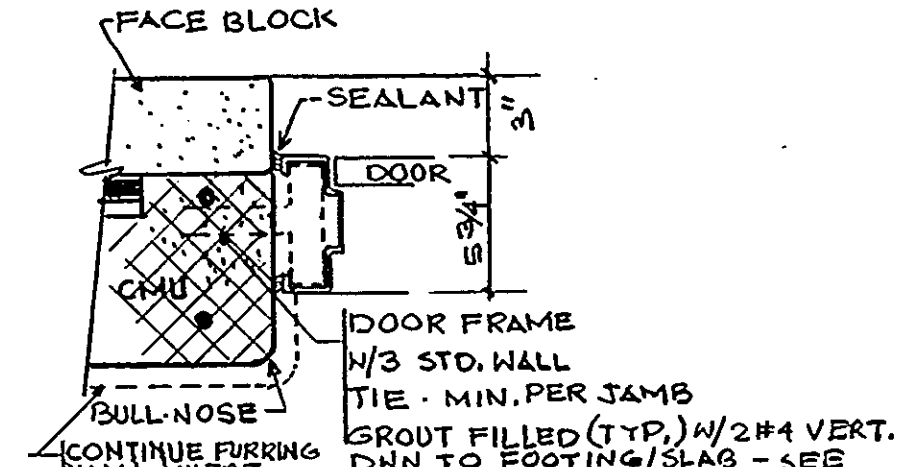 FACE BLOCK
SEALANT
3"
DOOR
5 3/4"
CMU
DOOR FRAME
W/3 STD. WALL
TIE · MIN. PER JAMB
BULL-NOSE
GROUT FILLED (TYP.) W/2#4 VERT.
CONTINUE FURRING
DWN TO FOOTING/SLAB - SEE